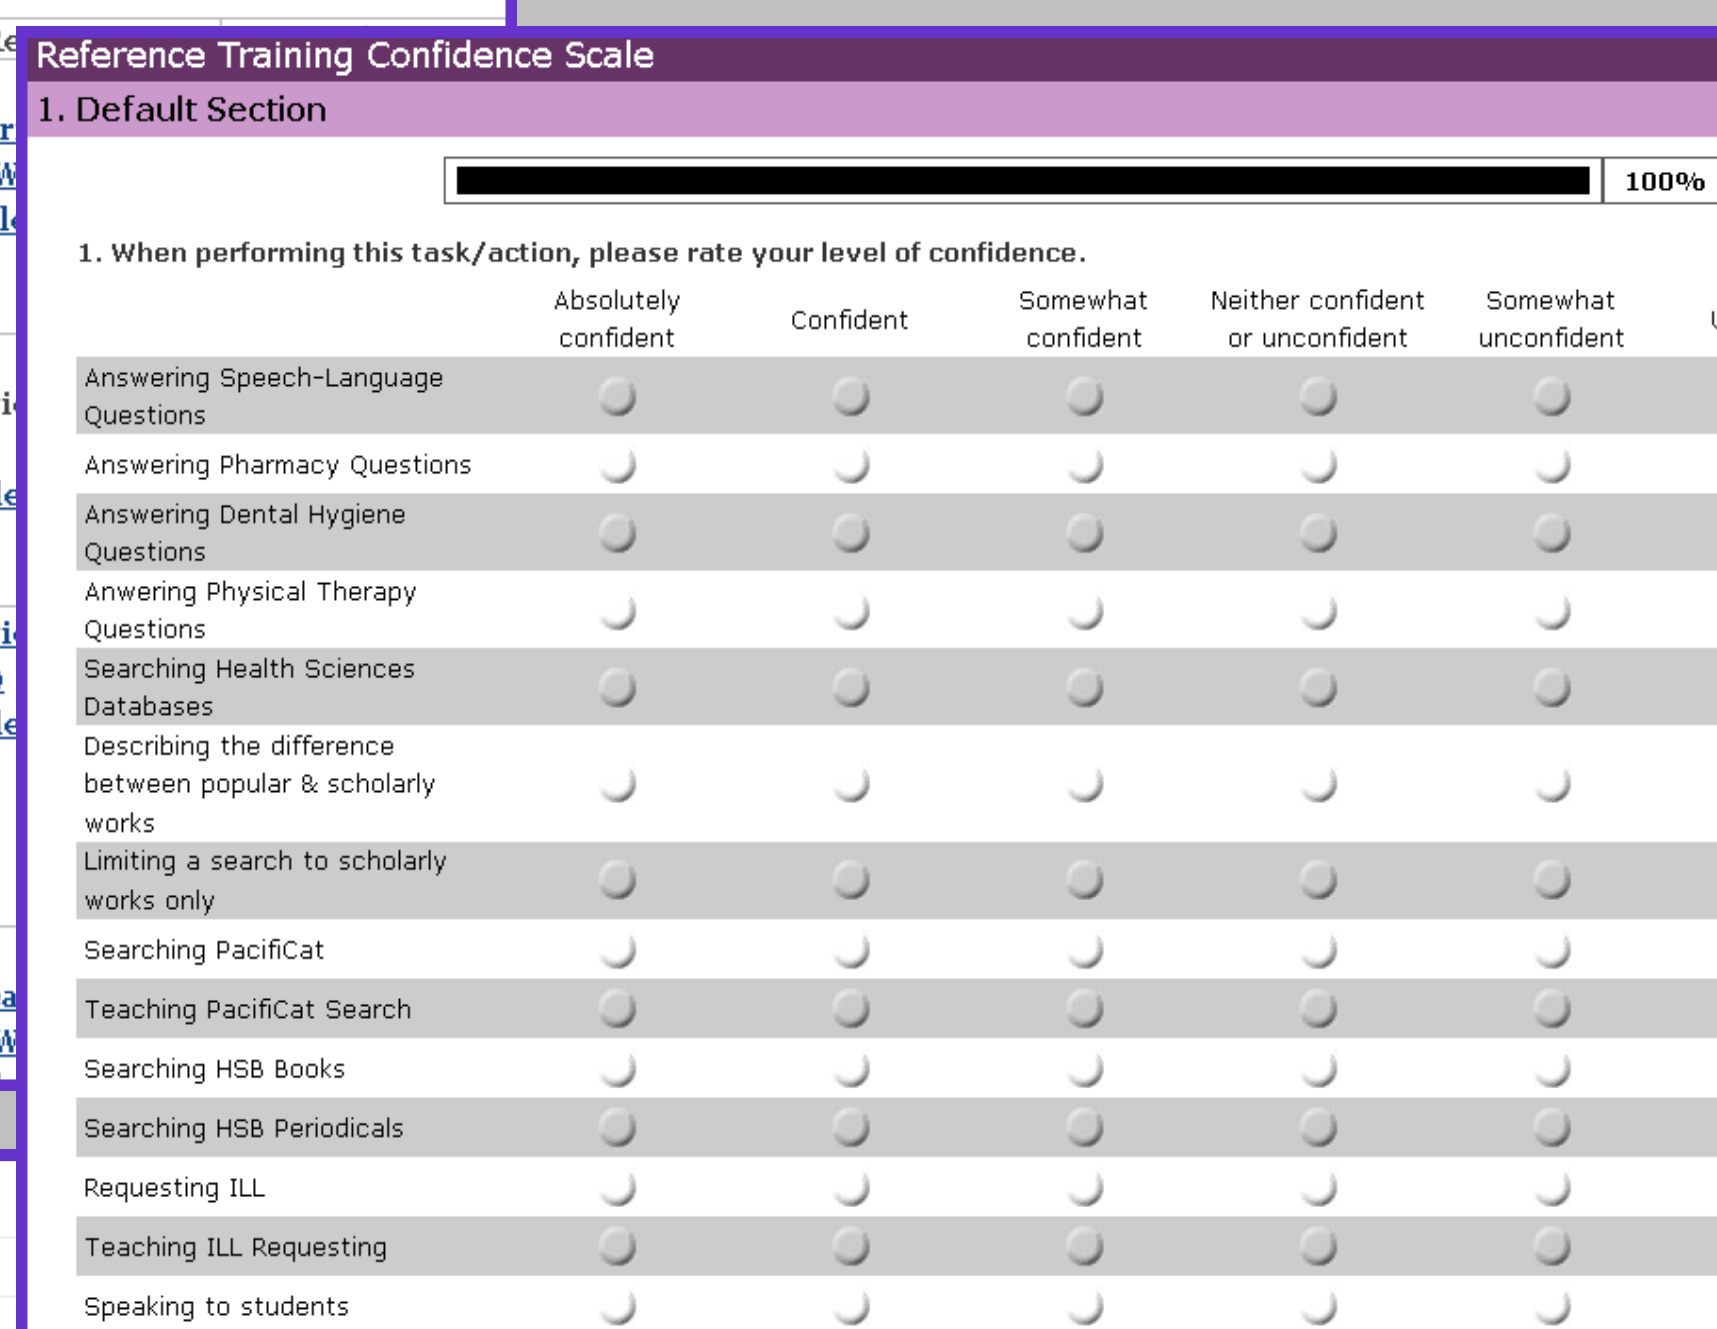 Reference Training Confidence Scale
1. Default Section
100%
1. When performing this task/action, please rate your level of confidence.
Absolutely confident
Confident
Somewhat confident
Neither confident or unconfident
Somewhat unconfident
Answering Speech-Language
Questions
Answering Pharmacy Questions
Answering Dental Hygiene
Questions
Anwering Physical Therapy
Questions
Searching Health Sciences
Databases
Describing the difference
between popular & scholarly
works
Limiting a search to scholarly
works only
Searching PacifiCat
Teaching PacifiCat Search
Searching HSB Books
Searching HSB Periodicals
Requesting ILL
Teaching ILL Requesting
Speaking to students